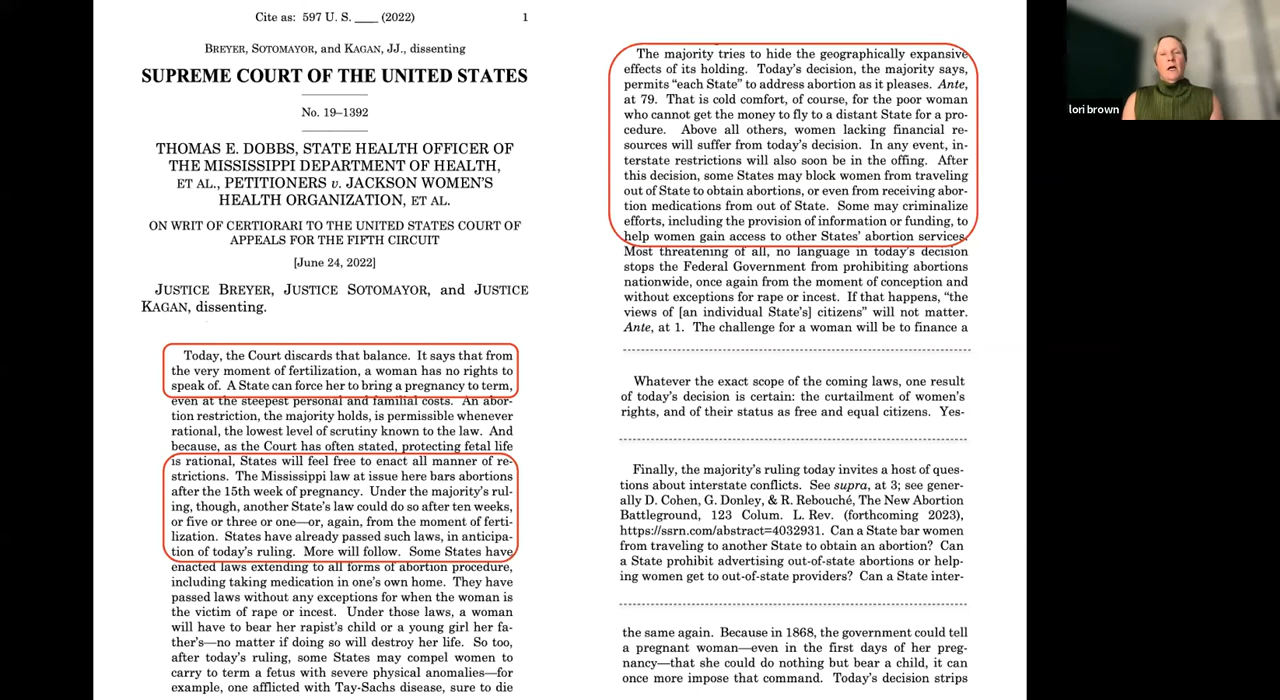 Cite as: 597 U. S. ____ (2022)
1
BREYER, SOTOMAYOR, and KAGAN, JJ., dissenting
SUPREME COURT OF THE UNITED STATES
No. 19–1392
THOMAS E. DOBBS, STATE HEALTH OFFICER OF
THE MISSISSIPPI DEPARTMENT OF HEALTH,
ET AL., PETITIONERS v. JACKSON WOMEN'S
HEALTH ORGANIZATION, ET AL.
ON WRIT OF CERTIORARI TO THE UNITED STATES COURT OF
APPEALS FOR THE FIFTH CIRCUIT
[June 24, 2022]
JUSTICE BREYER, JUSTICE SOTOMAYOR, and JUSTICE
KAGAN, dissenting.
Today, the Court discards that balance. It says that from
the very moment of fertilization, a woman has no rights to
speak of. A State can force her to bring a pregnancy to term,
even at the steepest personal and familial costs. An abor-
tion restriction, the majority holds, is permissible whenever
rational, the lowest level of scrutiny known to the law. And
because, as the Court has often stated, protecting fetal life
is rational, States will feel free to enact all manner of re-
strictions. The Mississippi law at issue here bars abortions
after the 15th week of pregnancy. Under the majority's rul-
ing, though, another State's law could do so after ten weeks,
or five or three or one—or, again, from the moment of ferti-
lization. States have already passed such laws, in anticipa-
tion of today's ruling. More will follow. Some States have
enacted laws extending to all forms of abortion procedure,
including taking medication in one's own home. They have
passed laws without any exceptions for when the woman is
the victim of rape or incest. Under those laws, a woman
will have to bear her rapist's child or a young girl her fa-
ther's—no matter if doing so will destroy her life. So too,
after today's ruling, some States may compel women to
carry to term a fetus with severe physical anomalies—for
example, one afflicted with Tay-Sachs disease, sure to die
The majority tries to hide the geographically expansive
effects of its holding. Today's decision, the majority says,
permits “each State” to address abortion as it pleases. Ante,
at 79. That is cold comfort, of course, for the poor woman
who cannot get the money to fly to a distant State for a pro-
cedure. Above all others, women lacking financial re-
sources will suffer from today's decision. In any event, in-
terstate restrictions will also soon be in the offing. After
this decision, some States may block women from traveling
out of State to obtain abortions, or even from receiving abor-
tion medications from out of State. Some may criminalize
efforts, including the provision of information or funding, to
help women gain access to other States' abortion services.
Most threatening of all, no language in today's decision
stops the Federal Government from prohibiting abortions
nationwide, once again from the moment of conception and
without exceptions for rape or incest. If that happens, “the
views of [an individual State's] citizens” will not matter.
Ante, at 1. The challenge for a woman will be to finance a
Whatever the exact scope of the coming laws, one result
of today's decision is certain: the curtailment of women's
rights, and of their status as free and equal citizens. Yes-
Finally, the majority's ruling today invites a host of ques-
tions about interstate conflicts. See supra, at 3; see gener-
ally D. Cohen, G. Donley, & R. Rebouché, The New Abortion
Battleground, 123 Colum. L. Rev. (forthcoming 2023),
https://ssrn.com/abstract=4032931. Can a State bar women
from traveling to another State to obtain an abortion? Can
a State prohibit advertising out-of-state abortions or help-
ing women get to out-of-state providers? Can a State inter-
the same again. Because in 1868, the government could tell
a pregnant woman—even in the first days of her preg-
nancy—that she could do nothing but bear a child, it can
once more impose that command. Today's decision strips
lori brown